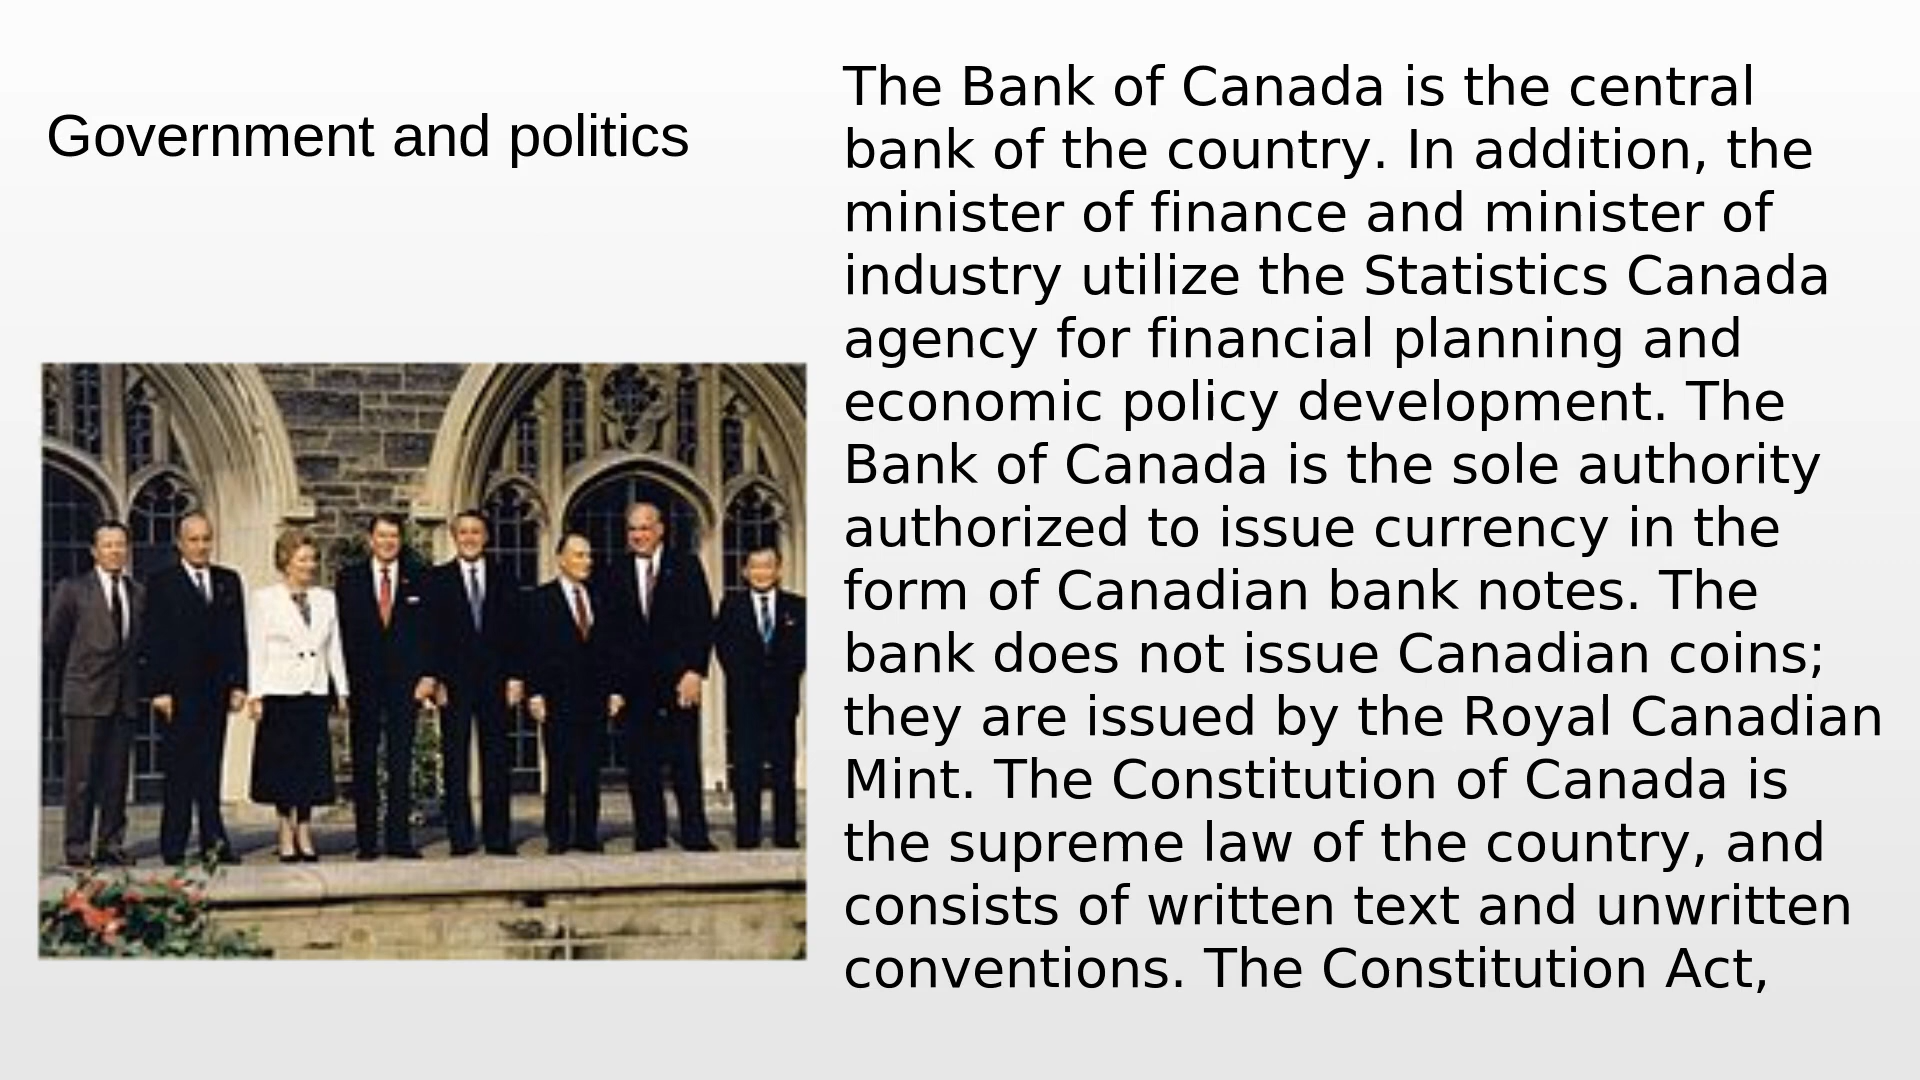 Government and politics
The Bank of Canada is the central
bank of the country. In addition, the
minister of finance and minister of
industry utilize the Statistics Canada
agency for financial planning and
economic policy development. The
Bank of Canada is the sole authority
authorized to issue currency in the
form of Canadian bank notes. The
bank does not issue Canadian coins;
they are issued by the Royal Canadian
Mint. The Constitution of Canada is
the supreme law of the country, and
consists of written text and unwritten
conventions. The Constitution Act,